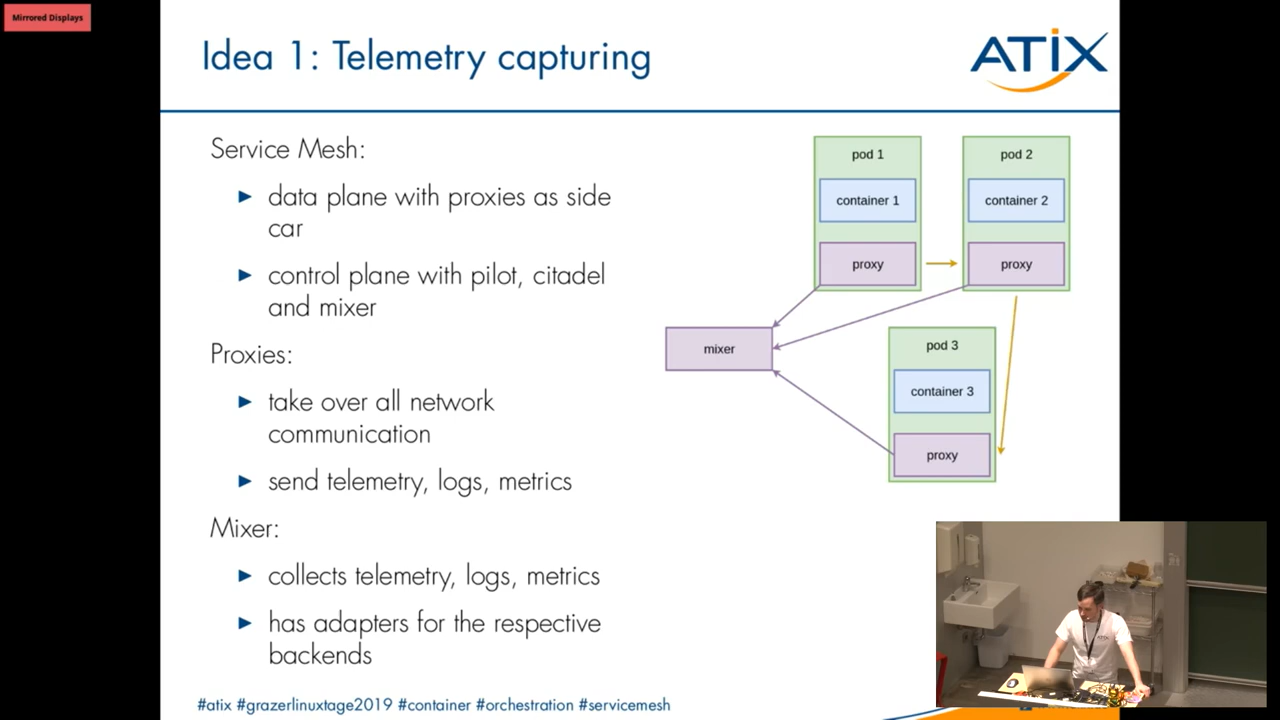 Mirrored Displays
Idea 1: Telemetry capturing
ATIX
Service Mesh:
► data plane with proxies as side
car
► control plane with pilot, citadel
and mixer
Proxies:
► take over all network
communication
► send telemetry, logs, metrics
Mixer:
► collects telemetry, logs, metrics
► has adapters for the respective
backends
pod 1
container 1
proxy
pod 2
container 2
proxy
mixer
pod 3
container 3
proxy
ATIX
#atix #grazerlinuxtage2019 #container #orchestration #servicemesh